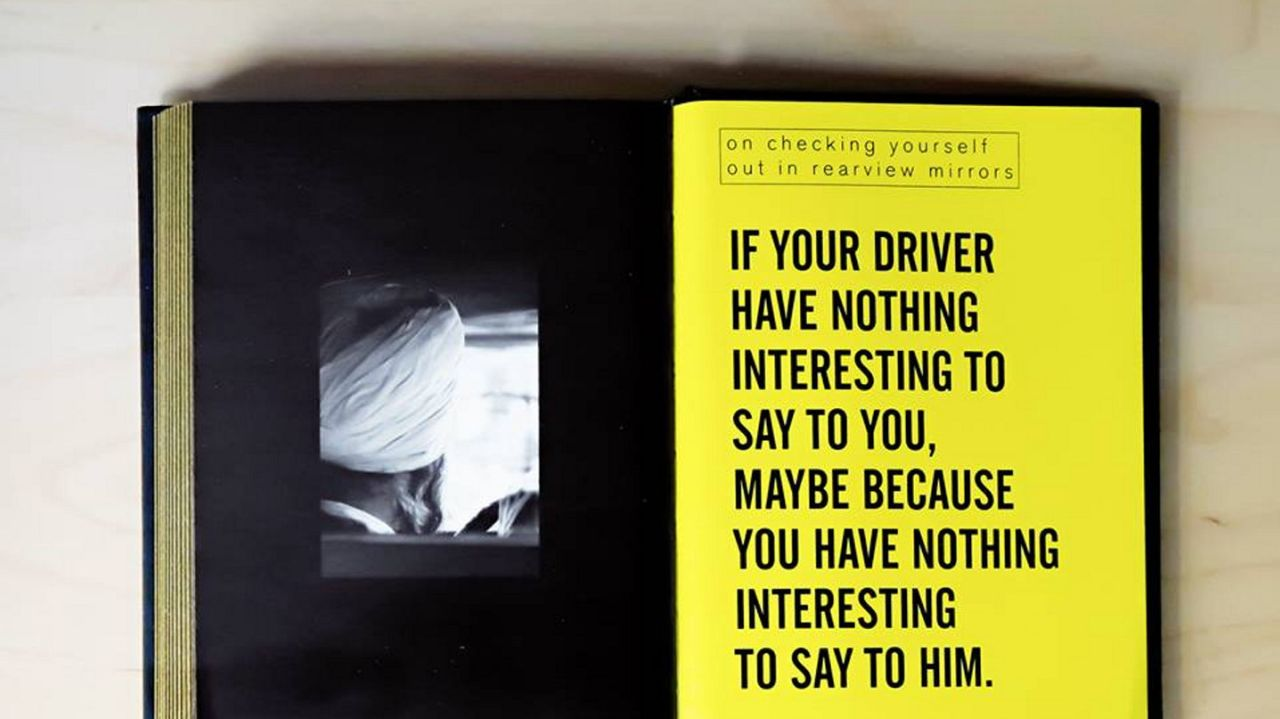 on checking yourself
out in rearview mirrors
IF YOUR DRIVER
HAVE NOTHING
INTERESTING TO
SAY TO YOU,
MAYBE BECAUSE
YOU HAVE NOTHING
INTERESTING
TO SAY TO HIM.